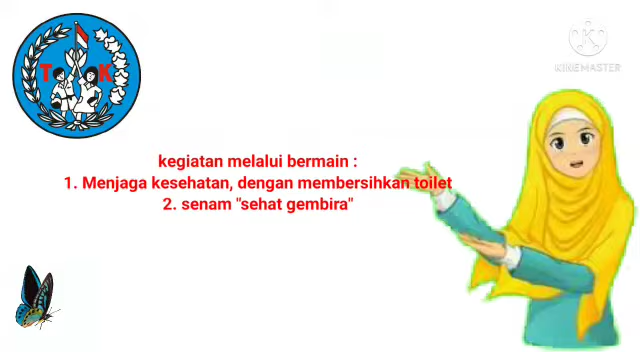 T K
KINEMASTER
kegiatan melalui bermain :
1. Menjaga kesehatan, dengan membersihkan toilet
2. senam "sehat gembira"